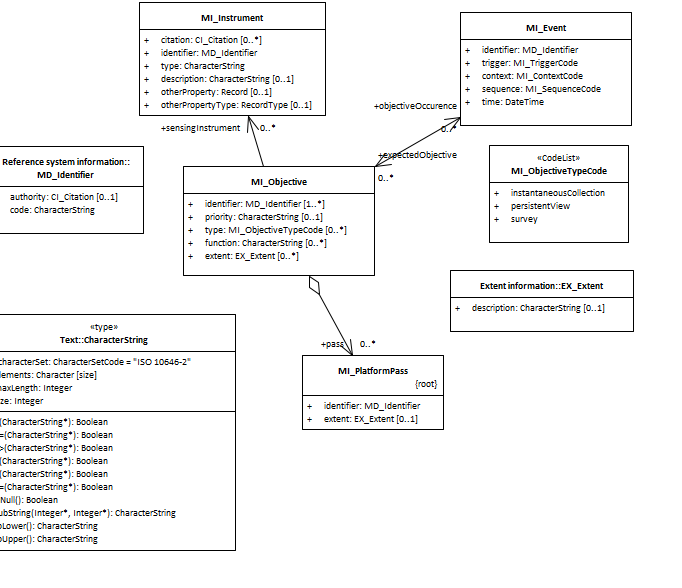 MI_Instrument
+ citation: CI_Citation [0..*]
+ identifier: MD_Identifier
+ type: CharacterString
+ description: CharacterString [0..1]
+ otherProperty: Record [0..1]
+ otherPropertyType: RecordType [0..1]
MI_Event
+ identifier: MD_Identifier
+ trigger: MI_TriggerCode
+ context: MI_ContextCode
+ sequence: MI_SequenceCode
+ time: DateTime
+objectiveOccurence
0..*
+sensingInstrument
0..*
+expectedObjective
0..*
Reference system information::
MD_Identifier
authority: CI_Citation [0..1]
code: CharacterString
MI_Objective
+ identifier: MD_Identifier [1..*]
+ priority: CharacterString [0..1]
+ type: MI_ObjectiveTypeCode [0..*]
+ function: CharacterString [0..*]
+ extent: EX_Extent [0..*]
«CodeList»
MI_ObjectiveTypeCode
+ instantaneousCollection
+ persistentView
+ survey
Extent information::EX_Extent
+ description: CharacterString [0..1]
+pass
0..*
MI_PlatformPass
{root}
+ identifier: MD_Identifier
+ extent: EX_Extent [0..1]
«type»
Text::CharacterString
characterSet: CharacterSetCode = "ISO 10646-2"
lements: Character [size]
maxLength: Integer
ze: Integer
(CharacterString*): Boolean
=(CharacterString*): Boolean
>(CharacterString*): Boolean
(CharacterString*): Boolean
(CharacterString*): Boolean
=(CharacterString*): Boolean
Null(): Boolean
ubString(Integer*, Integer*): CharacterString
oLower(): CharacterString
oUpper(): CharacterString